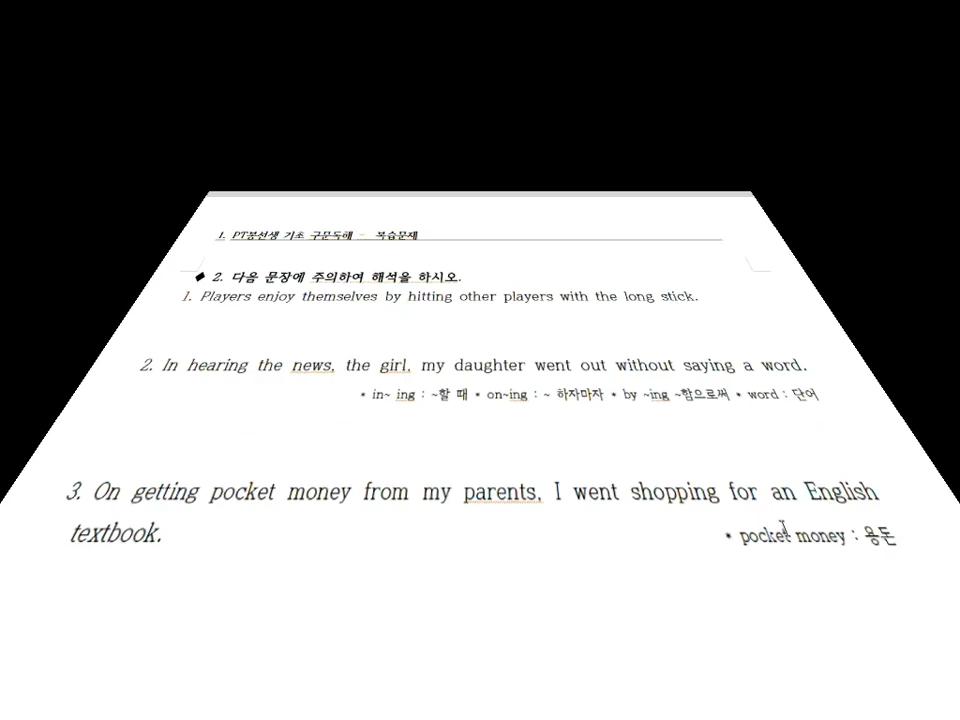 1. PT봉선생 기초 구문독해 - 복습문제
◆ 2. 다음 문장에 주의하여 해석을 하시오.
1. Players enjoy themselves by hitting other players with the long stick.
2. In hearing the news, the girl, my daughter went out without saying a word.
* in~ ing : ~할 때 * on~ing : ~ 하자마자 * by ~ing ~함으로써 * word : 단어
3. On getting pocket money from my parents, I went shopping for an English
textbook.
* pocket money : 용돈